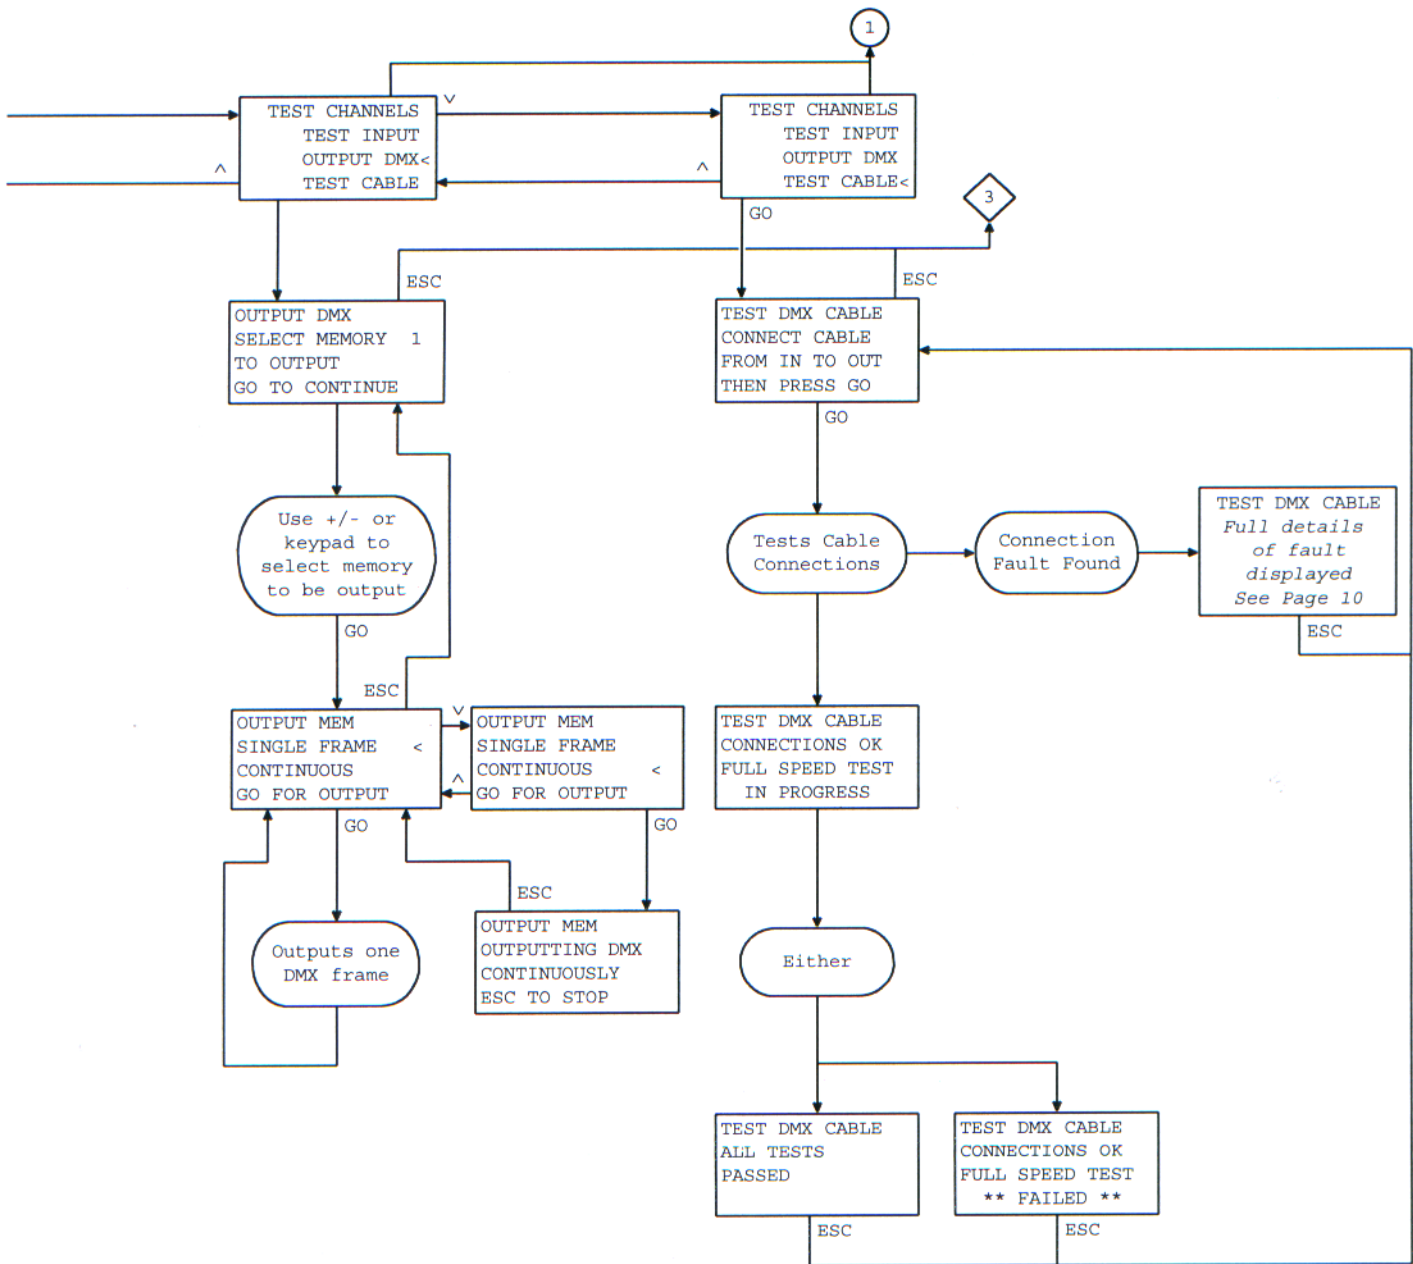 1
v
TEST CHANNELS
TEST INPUT
OUTPUT DMX<
TEST CABLE
^
TEST CHANNELS
TEST INPUT
OUTPUT DMX
TEST CABLE<
^
3
GO
ESC
ESC
OUTPUT DMX
SELECT MEMORY 1
TO OUTPUT
GO TO CONTINUE
TEST DMX CABLE
CONNECT CABLE
FROM IN TO OUT
THEN PRESS GO
GO
Use +/- or
keypad to
select memory
to be output
Tests Cable
Connections
Connection
Fault Found
TEST DMX CABLE
Full details
of fault
displayed
See Page 10
GO
ESC
ESC
OUTPUT MEM
SINGLE FRAME <
CONTINUOUS
GO FOR OUTPUT
v
^
OUTPUT MEM
SINGLE FRAME
CONTINUOUS <
GO FOR OUTPUT
TEST DMX CABLE
CONNECTIONS OK
FULL SPEED TEST
IN PROGRESS
GO
GO
ESC
Outputs one
DMX frame
OUTPUT MEM
OUTPUTTING DMX
CONTINUOUSLY
ESC TO STOP
Either
TEST DMX CABLE
ALL TESTS
PASSED
TEST DMX CABLE
CONNECTIONS OK
FULL SPEED TEST
** FAILED **
ESC
ESC